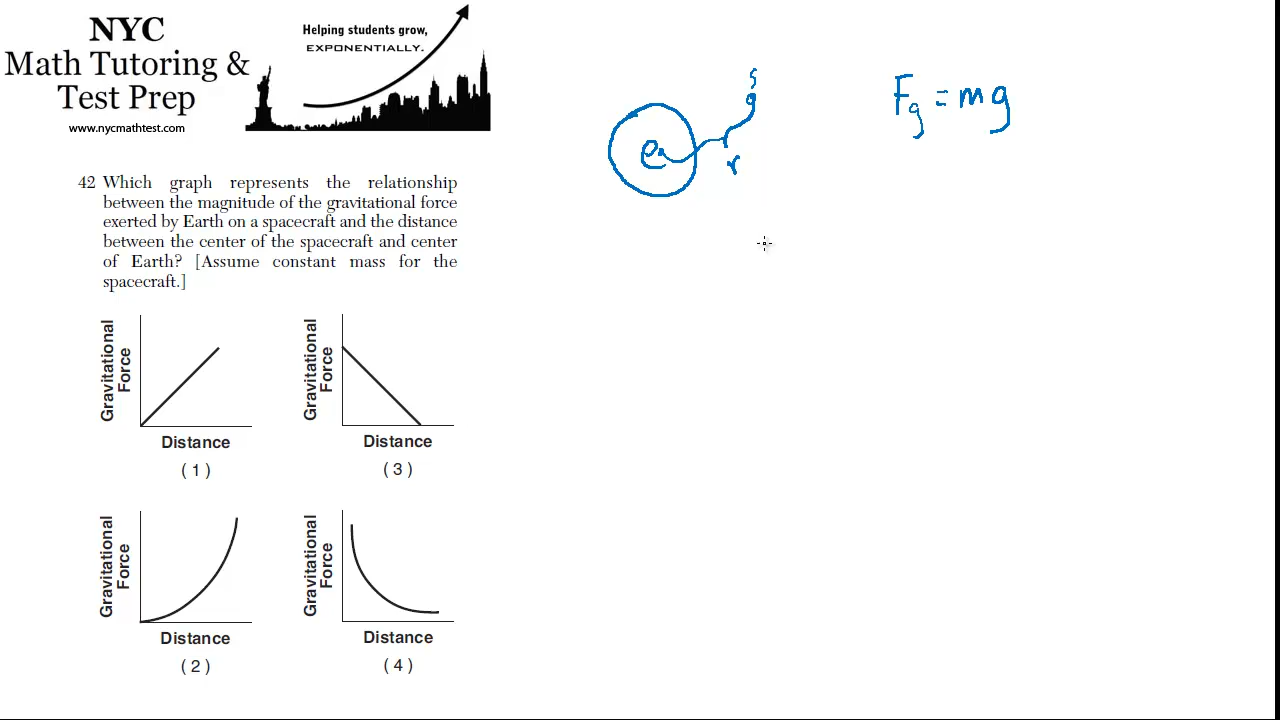 NYC
Math Tutoring &
Test Prep
www.nycmathtest.com
Helping students grow,
EXPONENTIALLY.
42 Which graph represents the relationship
between the magnitude of the gravitational force
exerted by Earth on a spacecraft and the distance
between the center of the spacecraft and center
of Earth? [Assume constant mass for the
spacecraft.]
Gravitational
Force
Distance
( 1 )
Gravitational
Force
Distance
( 3 )
Gravitational
Force
Distance
( 2 )
Gravitational
Force
Distance
( 4 )
e
s
r
Fg = mg